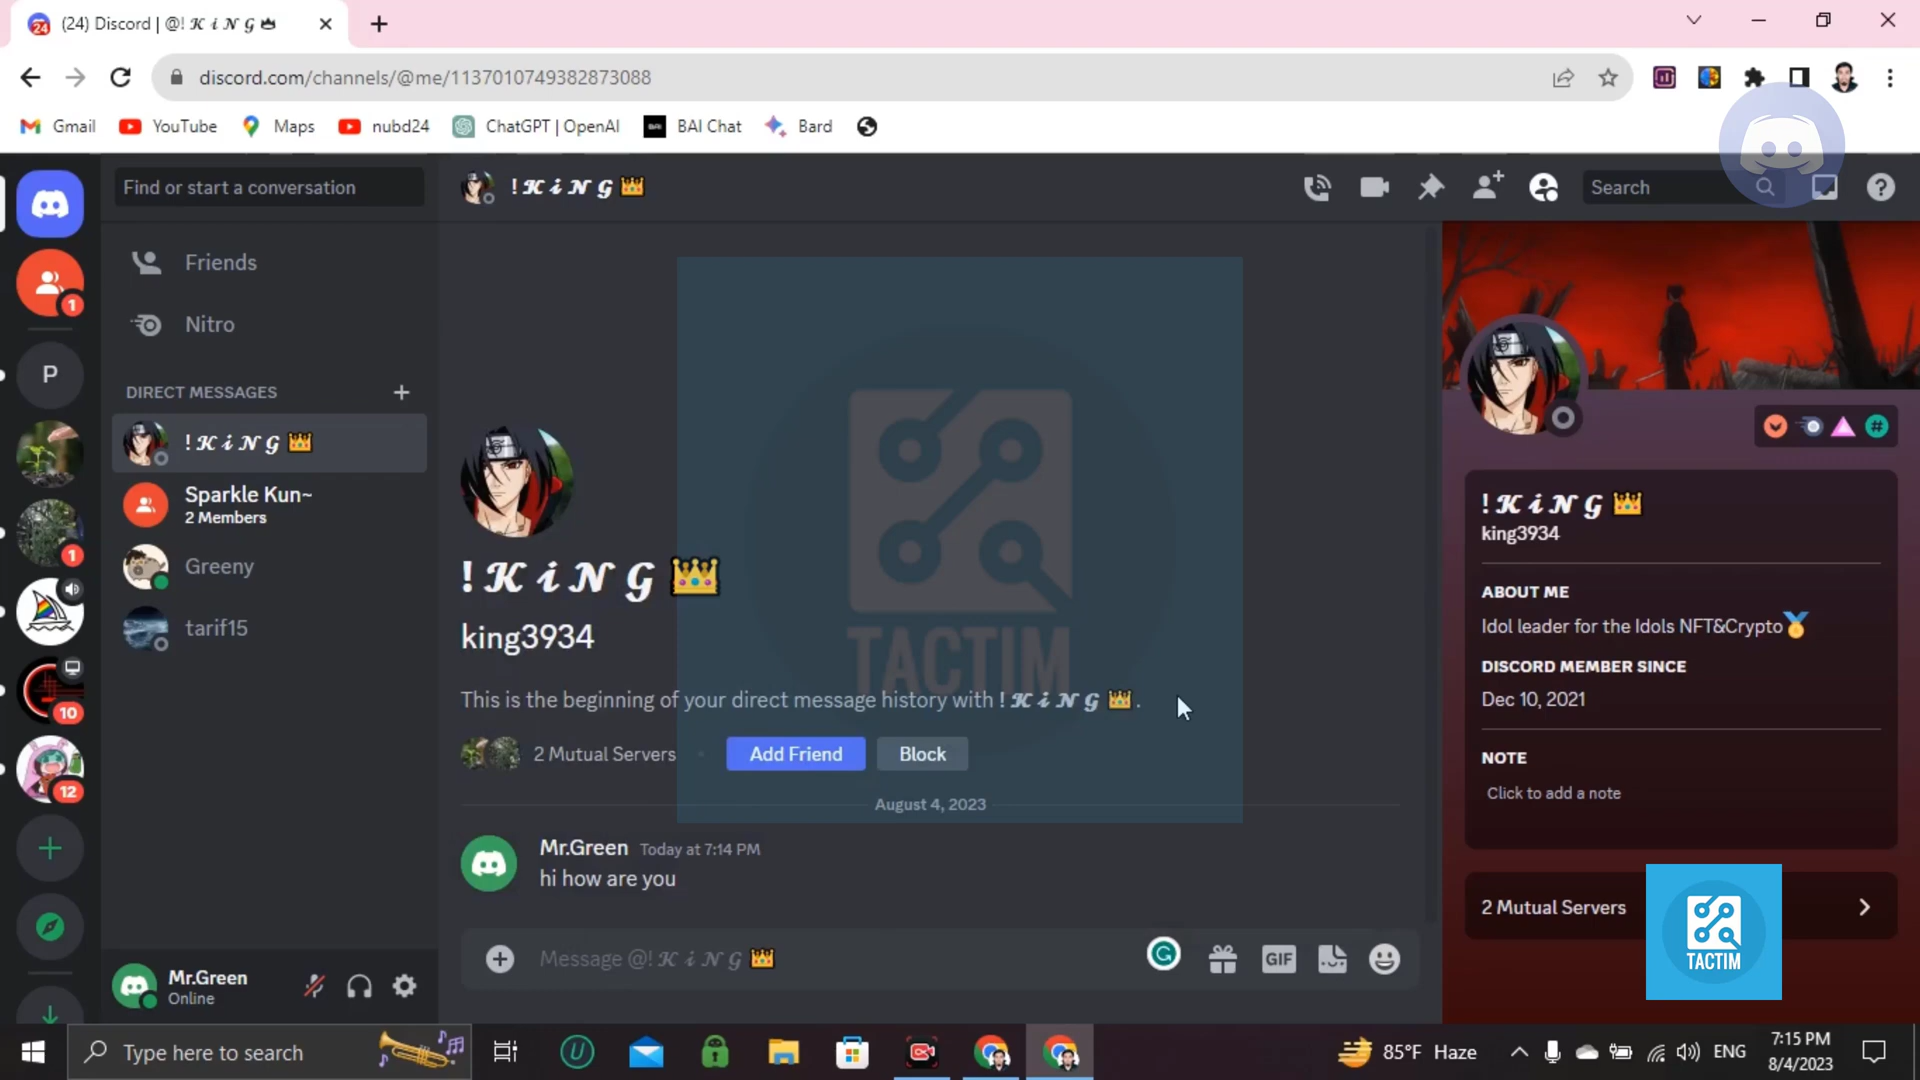 (24) Discord | @! 𝓚 𝓲 𝓝 𝓖 👑
discord.com/channels/@me/1137010749382873088
Gmail
YouTube
Maps
nubd24
ChatGPT | OpenAI
BAI Chat
Bard
Find or start a conversation
! 𝓚 𝓲 𝓝 𝓖 👑
Search
Friends
Nitro
1
P
DIRECT MESSAGES
! 𝓚 𝓲 𝓝 𝓖 👑
Sparkle Kun~
2 Members
1
Greeny
tarif15
10
12
! 𝓚 𝓲 𝓝 𝓖 👑
king3934
TACTIM
This is the beginning of your direct message history with ! 𝓚 𝓲 𝓝 𝓖 👑.
2 Mutual Servers
Add Friend
Block
August 4, 2023
Mr.Green Today at 7:14 PM
hi how are you
Message @! 𝓚 𝓲 𝓝 𝓖 👑
GIF
! 𝓚 𝓲 𝓝 𝓖 👑
king3934
ABOUT ME
Idol leader for the Idols NFT&Crypto🏅
DISCORD MEMBER SINCE
Dec 10, 2021
NOTE
Click to add a note
2 Mutual Servers
TACTIM
Mr.Green
Online
Type here to search
85°F Haze
ENG
7:15 PM
8/4/2023